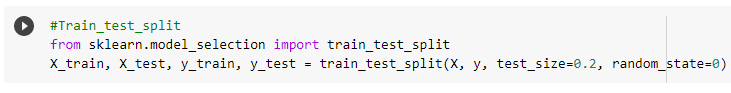 #Train_test_split
from sklearn.model_selection import train_test_split
X_train, X_test, y_train, y_test = train_test_split(X, y, test_size=0.2, random_state=0)